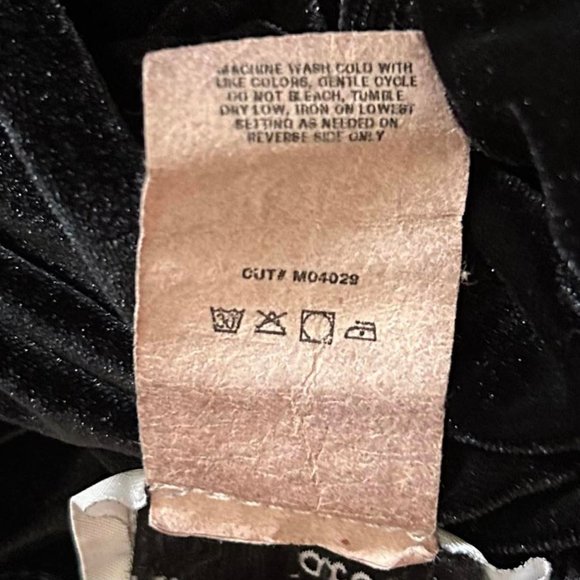 MACHINE WASH COLD WITH
LIKE COLORS, GENTLE CYCLE
DO NOT BLEACH, TUMBLE
DRY LOW, IRON ON LOWEST
SETTING AS NEEDED ON
REVERSE SIDE ONLY
CUT# M04029
30